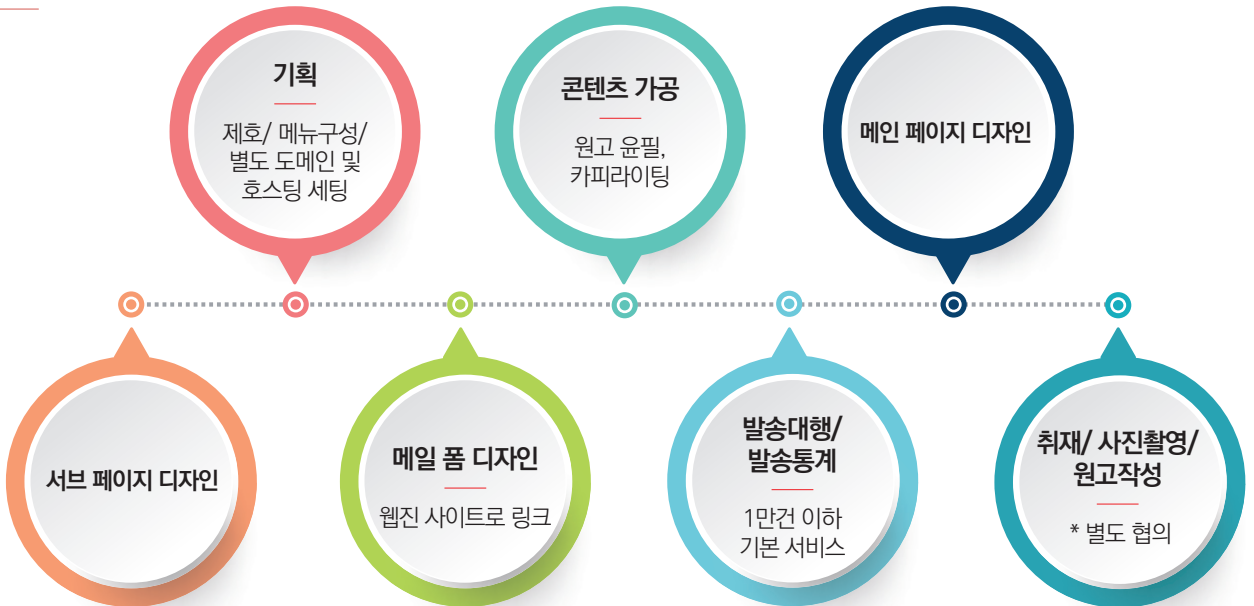 기획
제호/ 메뉴구성/
별도 도메인 및
호스팅 세팅
콘텐츠 가공
원고 윤필,
카피라이팅
메인 페이지 디자인
서브 페이지 디자인
메일 폼 디자인
웹진 사이트로 링크
발송대행/
발송통계
1만건 이하
기본 서비스
취재/ 사진촬영/
원고작성
* 별도 협의